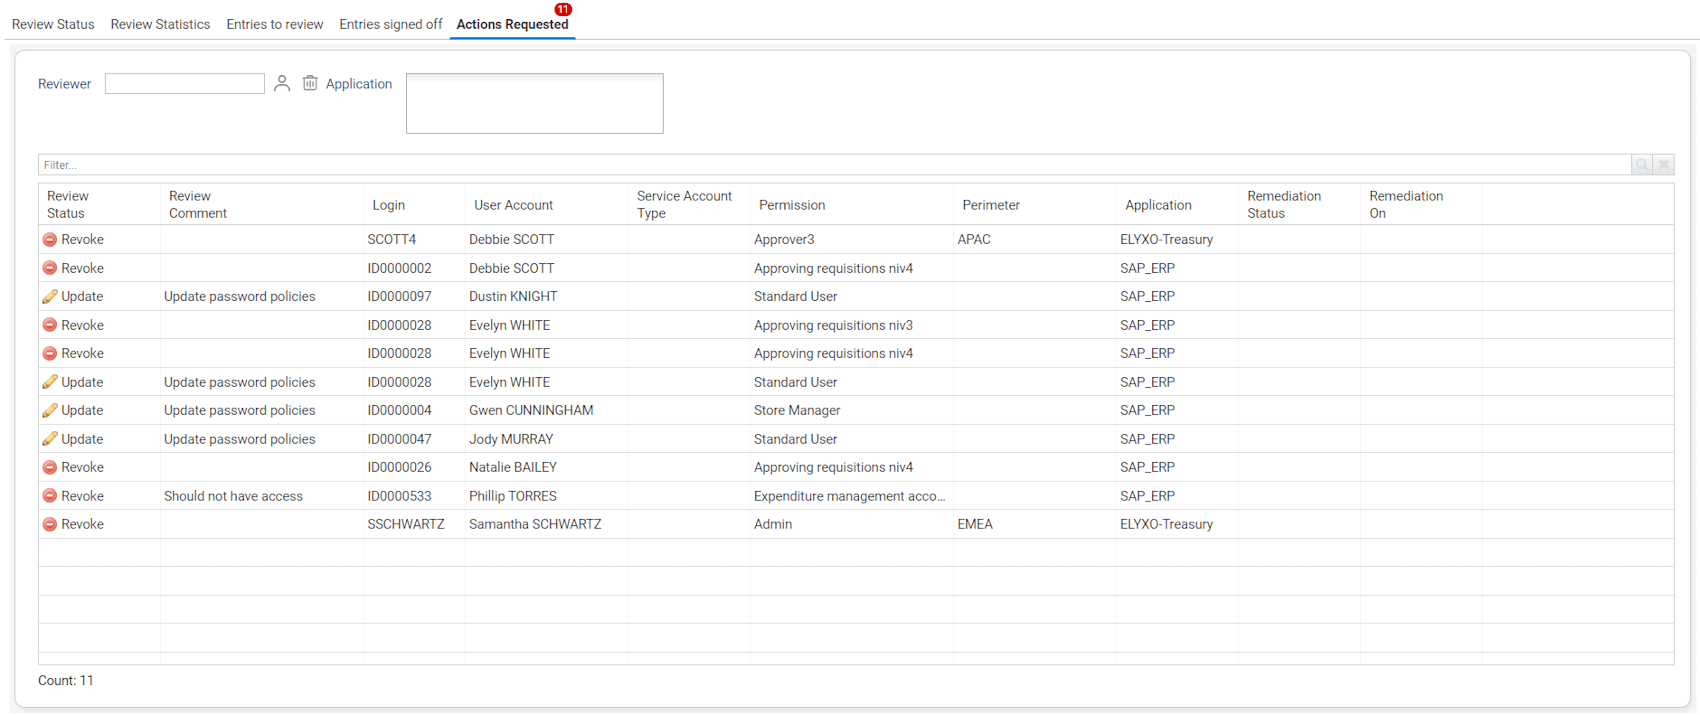 11
Review Status Review Statistics Entries to review Entries signed off Actions Requested
Reviewer Application
Filter...
Review Status Review Comment Login User Account Service Account Type Permission Perimeter Application Remediation Status Remediation On
Revoke SCOTT4 Debbie SCOTT Approver3 APAC ELYXO-Treasury
Revoke ID0000002 Debbie SCOTT Approving requisitions niv4 SAP_ERP
Update Update password policies ID0000097 Dustin KNIGHT Standard User SAP_ERP
Revoke ID0000028 Evelyn WHITE Approving requisitions niv3 SAP_ERP
Revoke ID0000028 Evelyn WHITE Approving requisitions niv4 SAP_ERP
Update Update password policies ID0000028 Evelyn WHITE Standard User SAP_ERP
Update Update password policies ID0000004 Gwen CUNNINGHAM Store Manager SAP_ERP
Update Update password policies ID0000047 Jody MURRAY Standard User SAP_ERP
Revoke ID0000026 Natalie BAILEY Approving requisitions niv4 SAP_ERP
Revoke Should not have access ID0000533 Phillip TORRES Expenditure management acco... SAP_ERP
Revoke SSCHWARTZ Samantha SCHWARTZ Admin EMEA ELYXO-Treasury
Count: 11